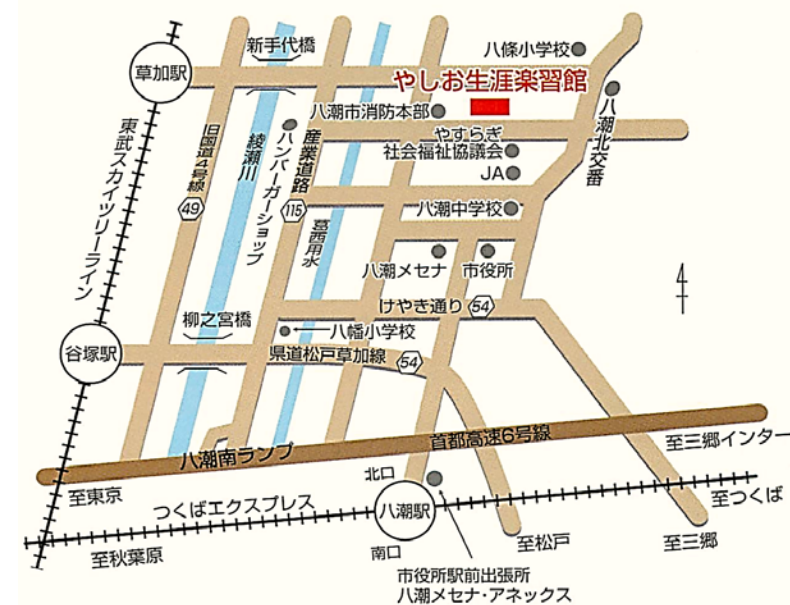 新手代橋
八條小学校
草加駅
やしお生涯楽習館
八潮市消防本部
八潮北交番
やすらぎ
社会福祉協議会
JA
東武スカイツリーライン
旧国道4号線
49
綾瀬川
ハンバーガーショップ
産業道路
115
葛西用水
八潮中学校
八潮メセナ
市役所
4
けやき通り
54
柳之宮橋
八幡小学校
谷塚駅
県道松戸草加線
54
八潮南ランプ
首都高速6号線
至三郷インター
至東京
北口
つくばエクスプレス
八潮駅
至つくば
至秋葉原
南口
至松戸
至三郷
市役所駅前出張所
八潮メセナ・アネックス